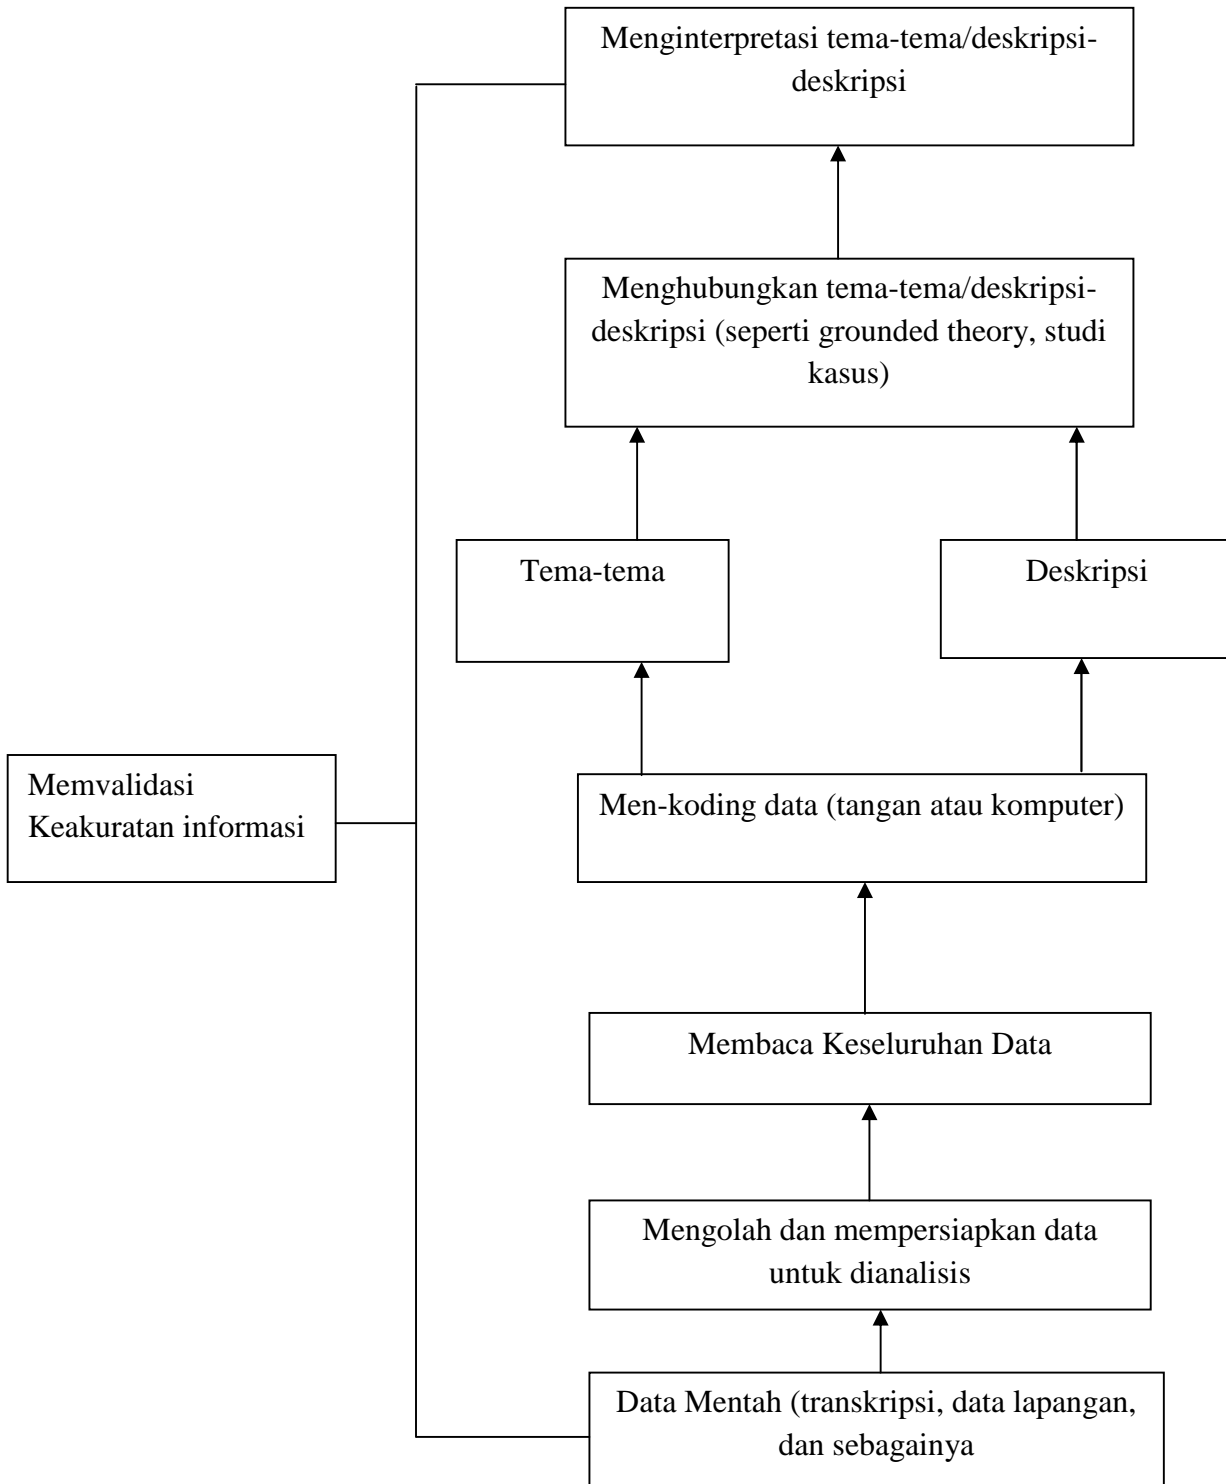 Menginterpretasi tema-tema/deskripsi-
deskripsi
Menghubungkan tema-tema/deskripsi-
deskripsi (seperti grounded theory, studi
kasus)
Tema-tema
Deskripsi
Memvalidasi
Keakuratan informasi
Men-koding data (tangan atau komputer)
Membaca Keseluruhan Data
Mengolah dan mempersiapkan data
untuk dianalisis
Data Mentah (transkripsi, data lapangan,
dan sebagainya